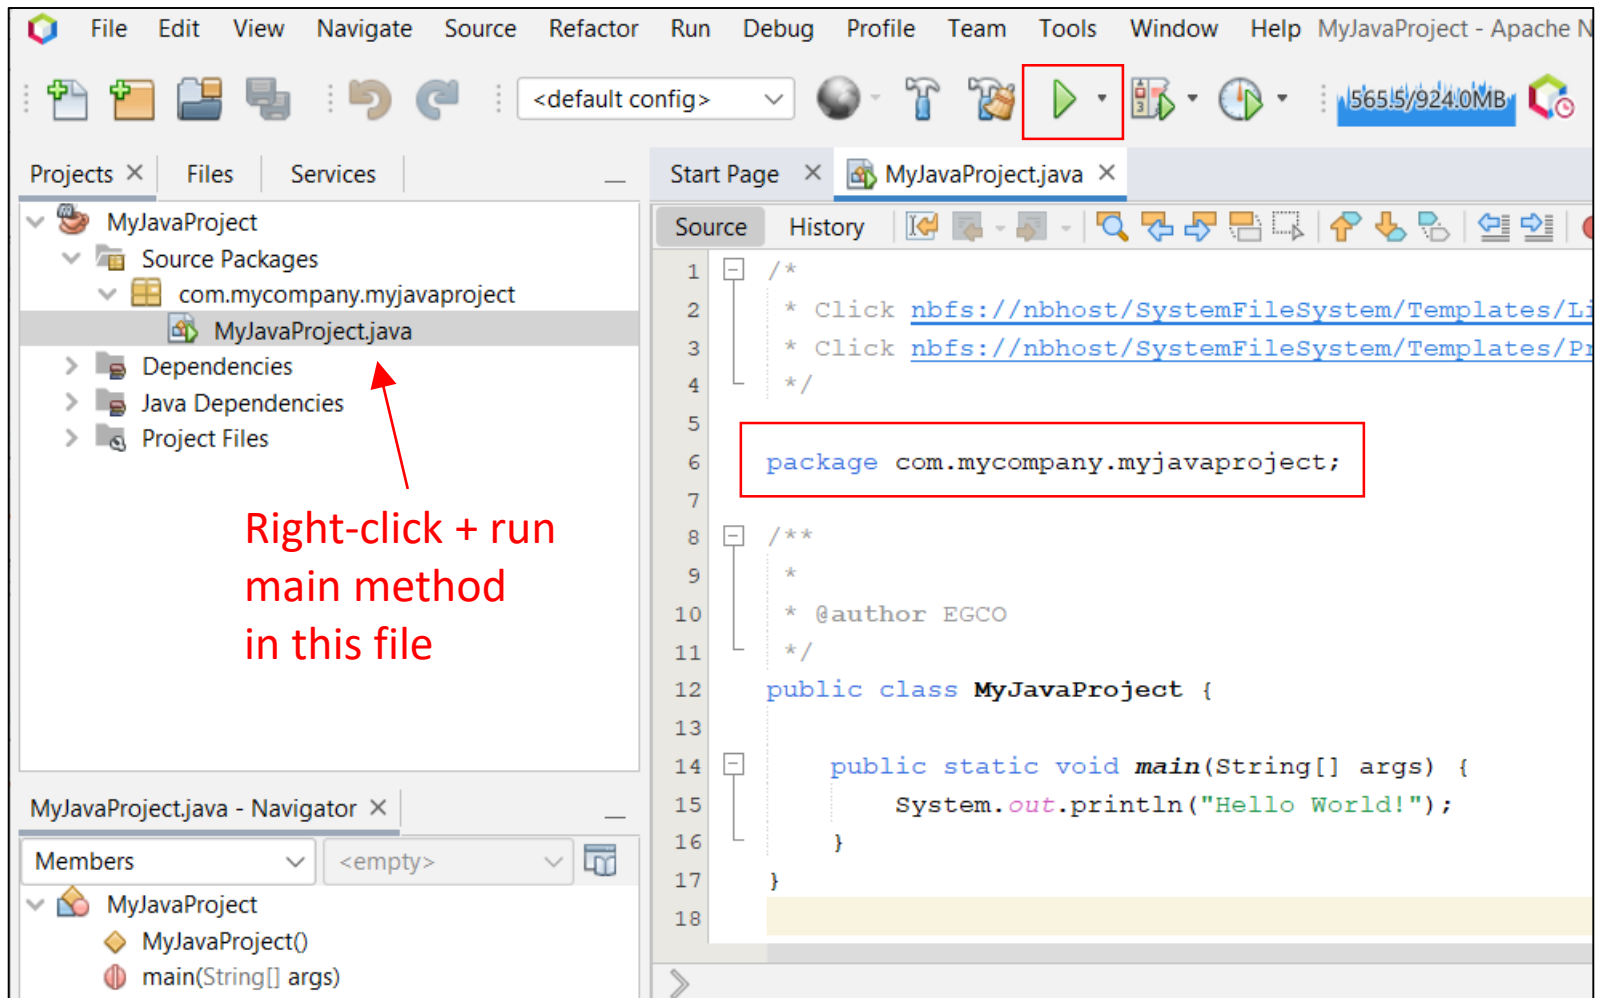 File Edit View Navigate Source Refactor Run Debug Profile Team Tools Window Help MyJavaProject - Apache N
<default config>
565.5/924.0MB
Projects Files Services
Start Page MyJavaProject.java
MyJavaProject
Source Packages
com.mycompany.myjavaproject
MyJavaProject.java
Dependencies
Java Dependencies
Project Files
Right-click + run
main method
in this file
Source History
1 /*
2 * Click nbfs://nbhost/SystemFileSystem/Templates/Li
3 * Click nbfs://nbhost/SystemFileSystem/Templates/Pr
4 */
5
6 package com.mycompany.myjavaproject;
7
8 /**
9 *
10 * @author EGCO
11 */
12 public class MyJavaProject {
13
14 public static void main(String[] args) {
15 System.out.println("Hello World!");
16 }
17 }
18
MyJavaProject.java - Navigator
Members <empty>
MyJavaProject
MyJavaProject()
main(String[] args)